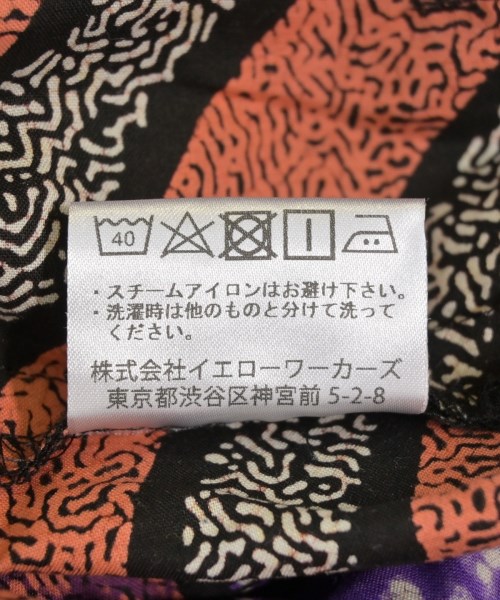 40
・スチームアイロンはお避け下さい。
・洗濯時は他のものと分けて洗って
ください。
株式会社イエローワーカーズ
東京都渋谷区神宮前 5-2-8